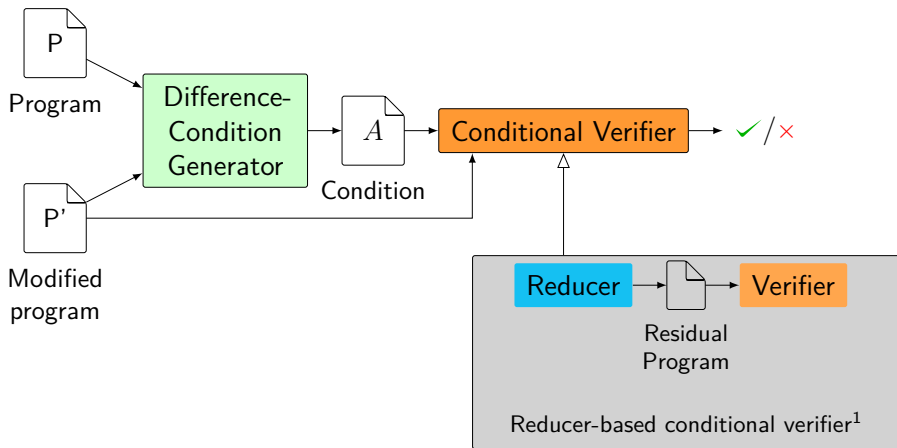 P
Program
Difference-
Condition
Generator
A
Condition
Conditional Verifier
✓/×
P'
Modified
program
Reducer
Verifier
Residual
Program
Reducer-based conditional verifier¹